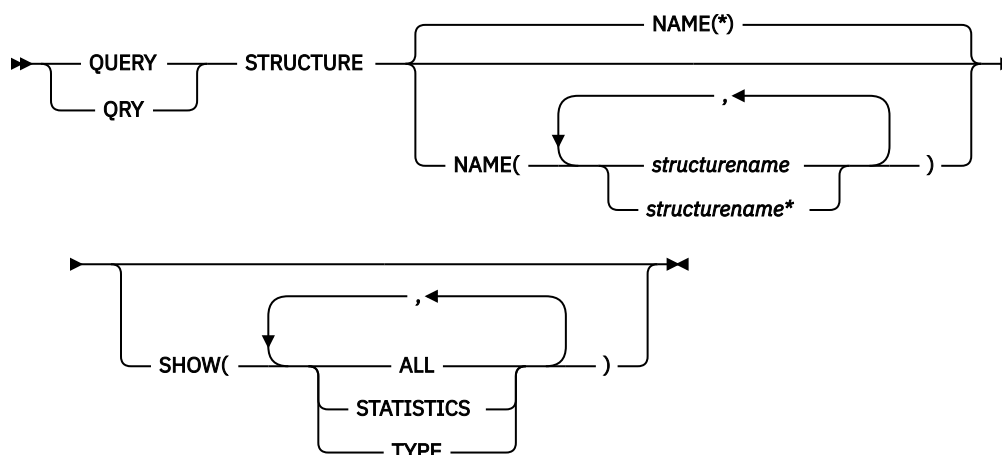 NAME(*)
QUERY STRUCTURE
QRY
,
NAME( structurename )
structurename*
,
SHOW( ALL )
STATISTICS
TYPE